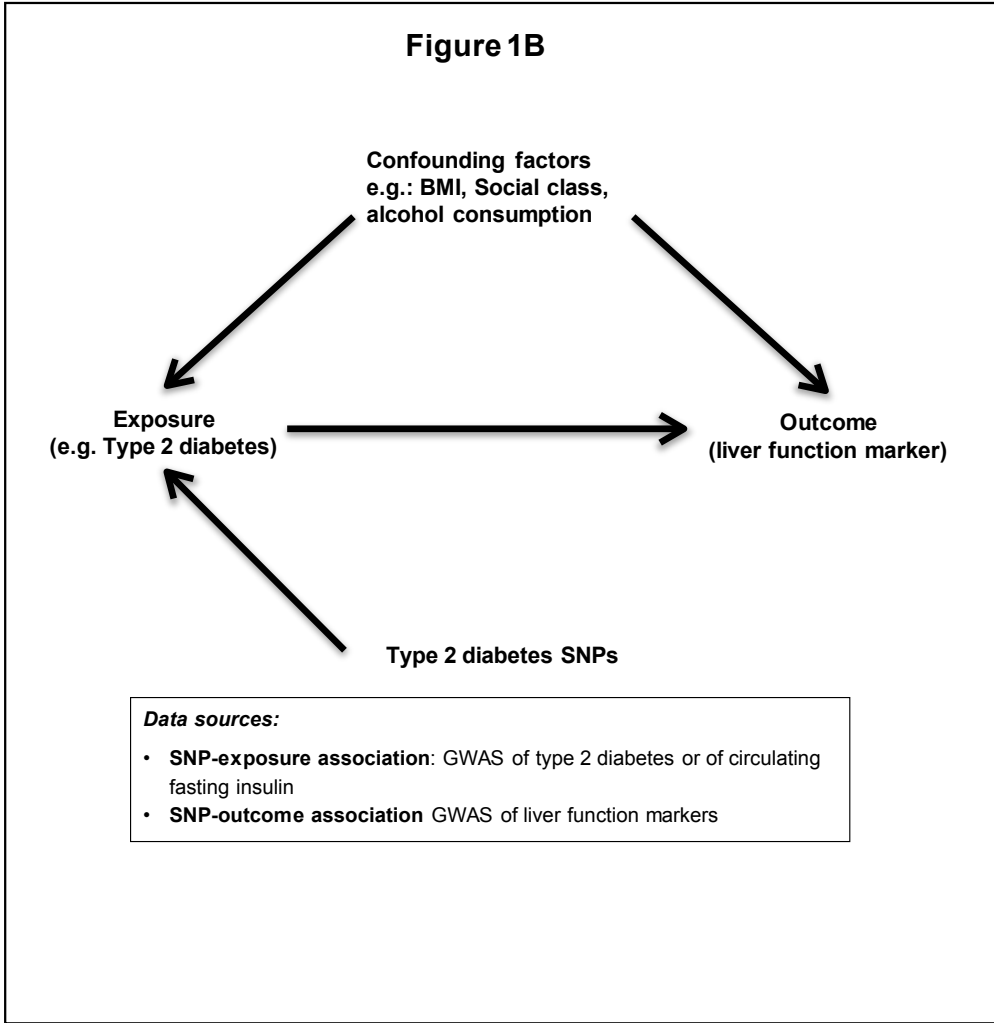 Figure 1B
Confounding factors
e.g.: BMI, Social class,
alcohol consumption
Exposure
(e.g. Type 2 diabetes)
Outcome
(liver function marker)
Type 2 diabetes SNPs
Data sources:
• SNP-exposure association: GWAS of type 2 diabetes or of circulating
fasting insulin
• SNP-outcome association GWAS of liver function markers